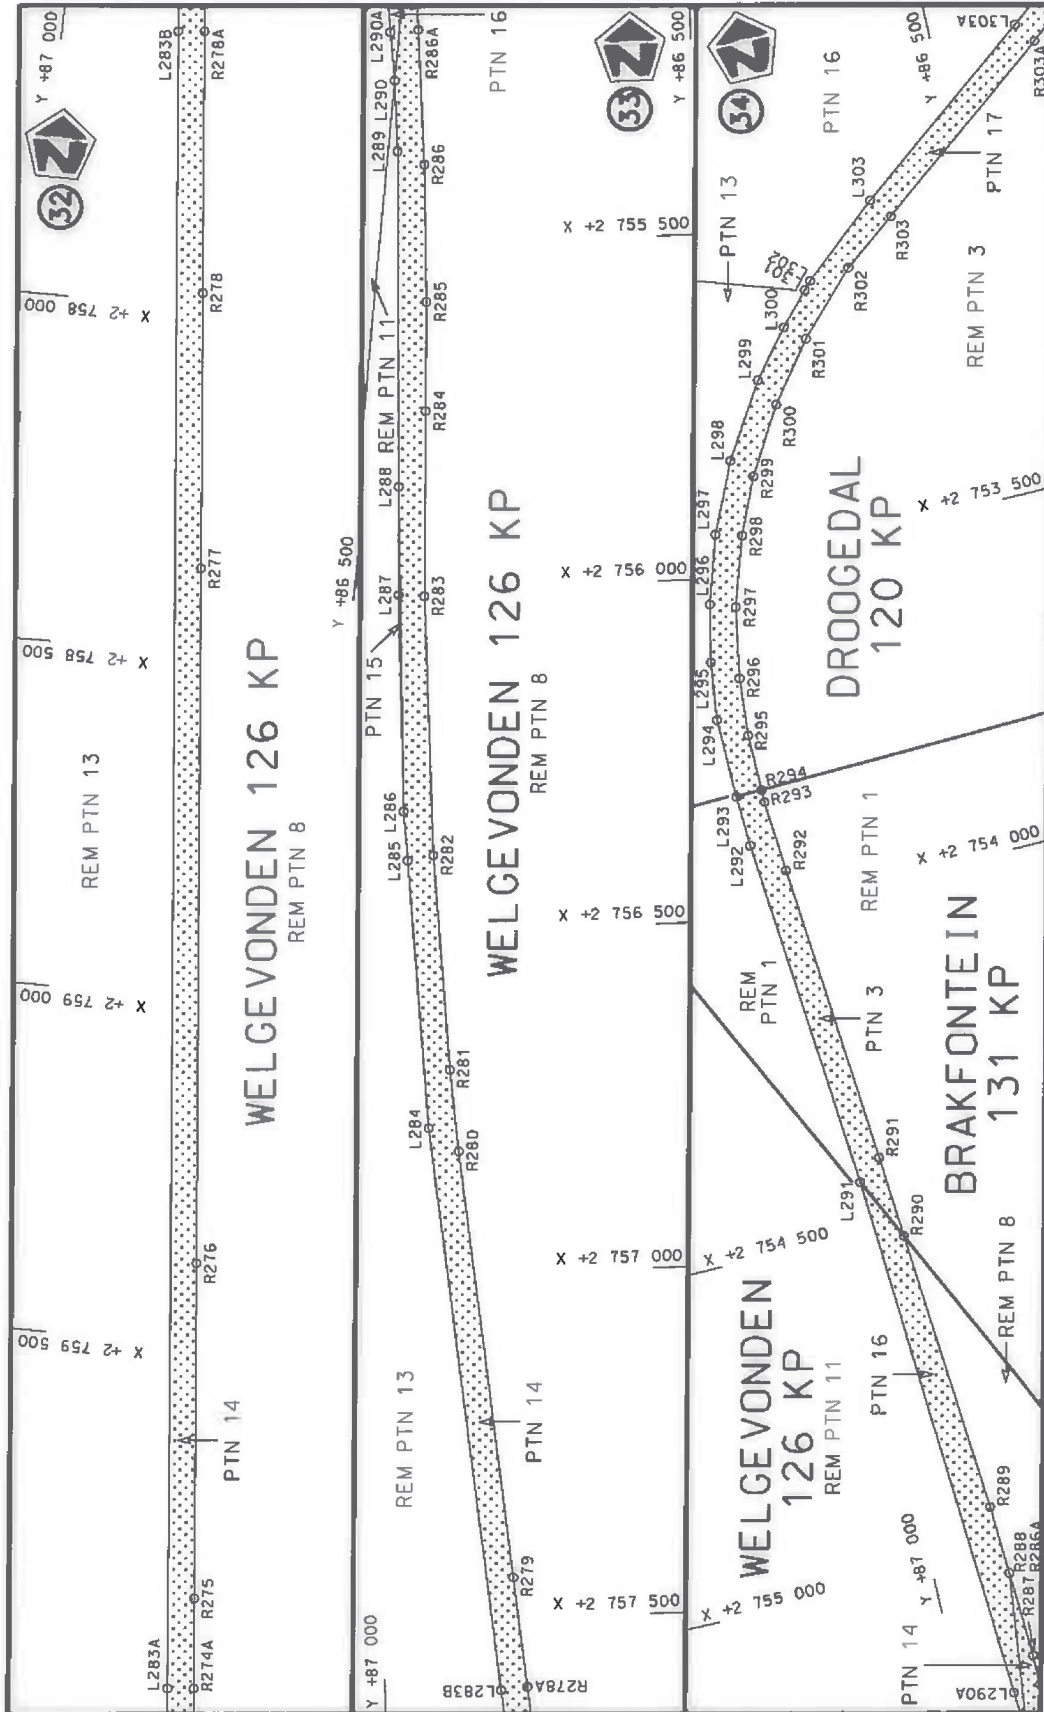 32
Y +87 000
L283B
R278A
R278
X +2 758 000
R277
X +2 758 500
REM PTN 13
WELGEVONDEN 126 KP
REM PTN 8
X +2 759 000
R276
X +2 759 500
PTN 14
R275
L283A
R274A
33
Y +86 500
L290A
R286A
PTN 16
L290
L289
R286
X +2 755 500
R285
REM PTN 11
R284
L288
Y +86 500
L287
R283
X +2 756 000
PTN 15
WELGEVONDEN 126 KP
REM PTN 8
L286
L285
R282
X +2 756 500
R281
L284
R280
X +2 757 000
REM PTN 13
PTN 14
R279
X +2 757 500
Y +87 000
L283B
R278A
34
L303A
R303A
Y +86 500
PTN 16
PTN 17
PTN 13
L303
R303
L302
L301
R302
L300
R301
REM PTN 3
L299
R300
L298
R299
L297
R298
X +2 753 500
DROOGEDAL
120 KP
L296
R297
L295
R296
L294
R295
R294
R293
L293
L292
R292
X +2 754 000
REM PTN 1
REM
PTN 1
PTN 3
BRAKFONTEIN
131 KP
R291
L291
R290
X +2 754 500
REM PTN 8
WELGEVONDEN
126 KP
REM PTN 11
PTN 16
R289
R288
R287
R286A
Y +87 000
X +2 755 000
PTN 14
L290A